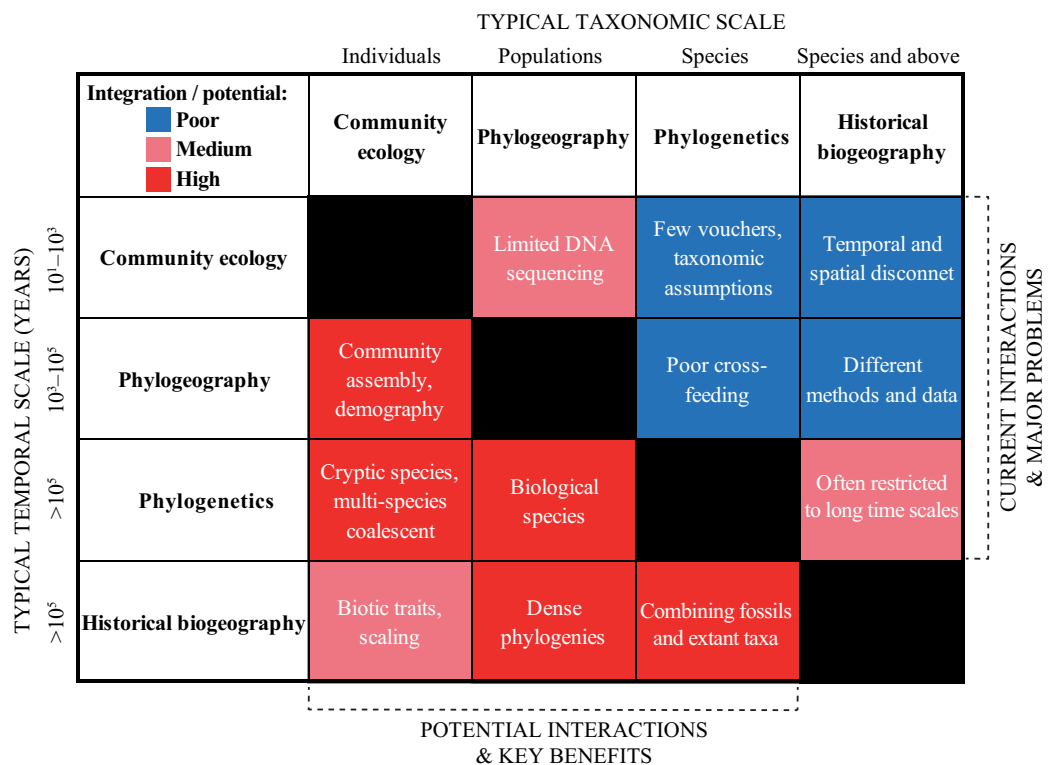 TYPICAL TAXONOMIC SCALE
Individuals
Populations
Species
Species and above
Integration / potential:
Poor
Medium
High
Community
ecology
Phylogeography
Phylogenetics
Historical
biogeography
TYPICAL TEMPORAL SCALE (YEARS)
10¹–10³
Community ecology
Limited DNA
sequencing
Few vouchers,
taxonomic
assumptions
Temporal and
spatial disconnet
10³–10⁵
Phylogeography
Community
assembly,
demography
Poor cross-
feeding
Different
methods and data
>10⁵
Phylogenetics
Cryptic species,
multi-species
coalescent
Biological
species
Often restricted
to long time scales
>10⁵
Historical biogeography
Biotic traits,
scaling
Dense
phylogenies
Combining fossils
and extant taxa
CURRENT INTERACTIONS
& MAJOR PROBLEMS
POTENTIAL INTERACTIONS
& KEY BENEFITS